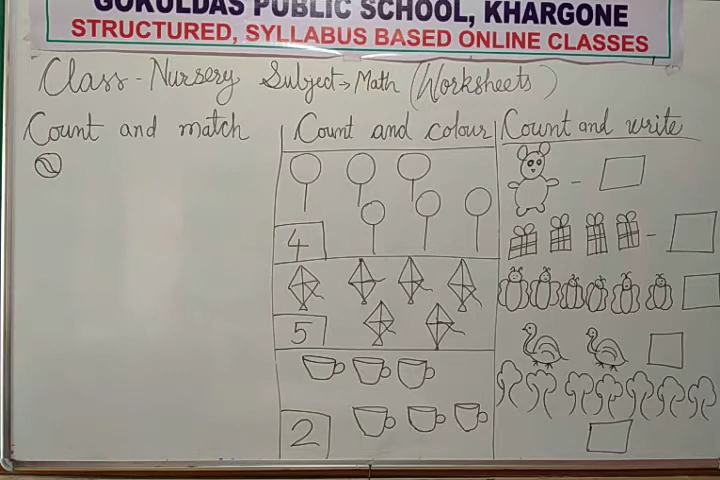 GOKULDAS PUBLIC SCHOOL, KHARGONE
STRUCTURED, SYLLABUS BASED ONLINE CLASSES
Class - Nursery Subject → Math (Worksheets)
Count and match
Count and colour
4
5
2
Count and write